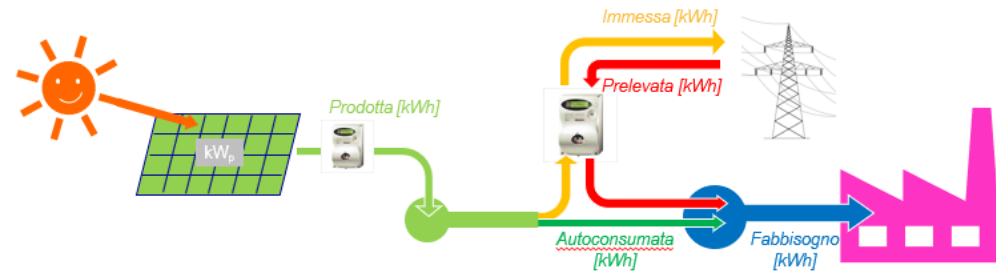 Immessa [kWh]
Prelevata [kWh]
Prodotta [kWh]
kWₚ
Autoconsumata
[kWh]
Fabbisogno
[kWh]